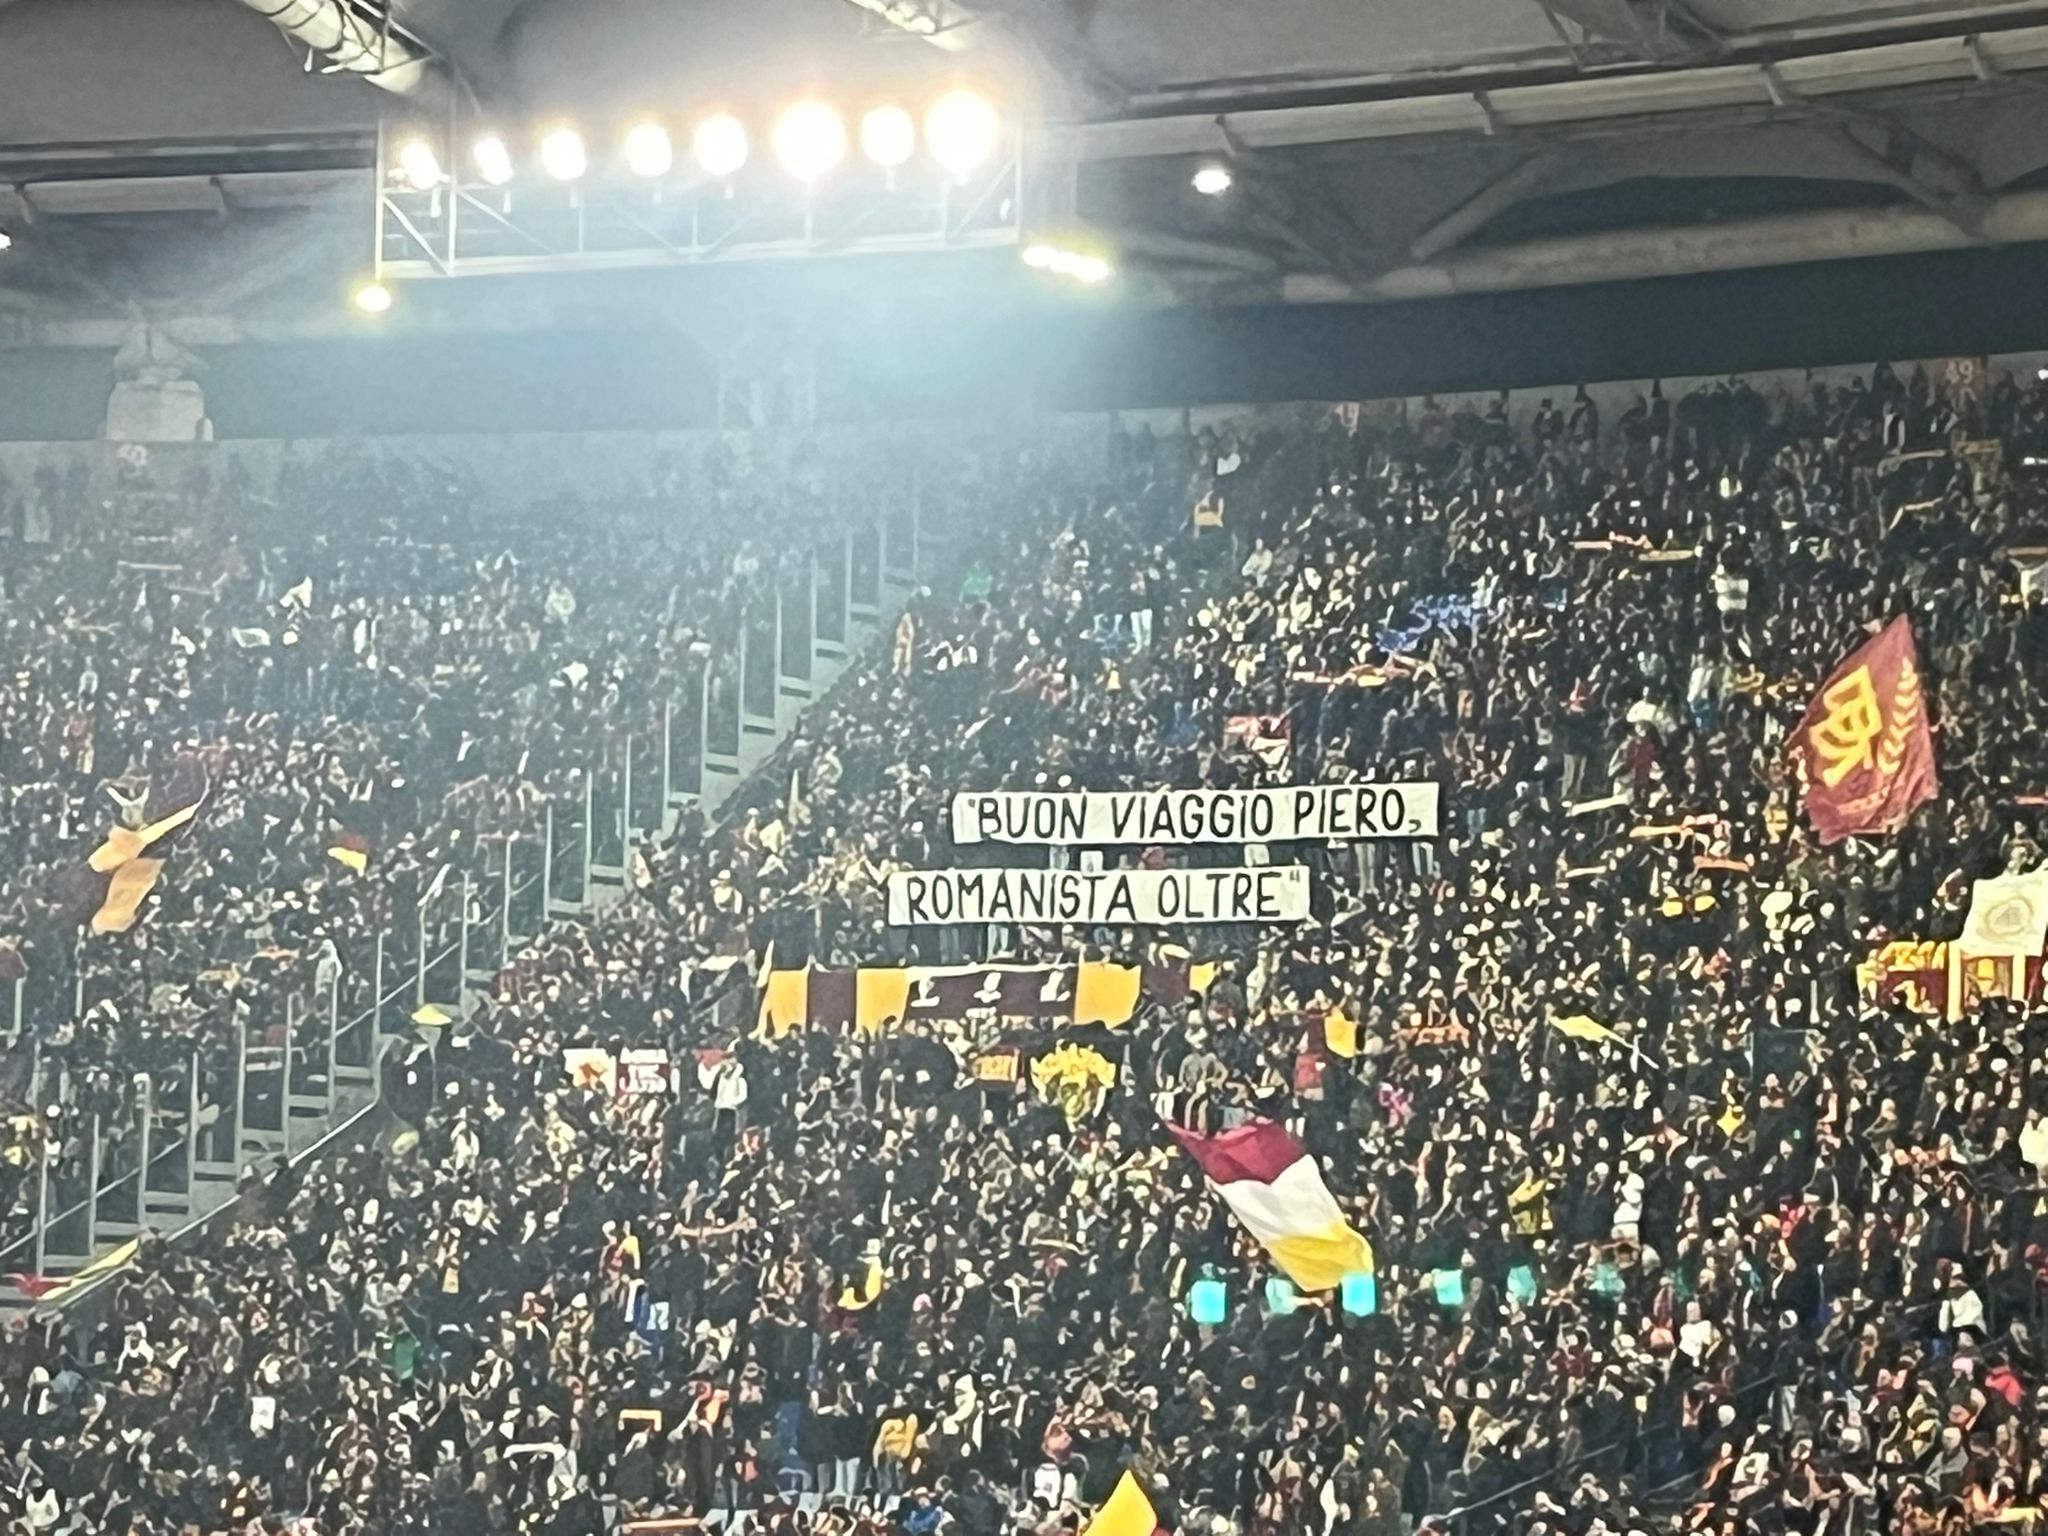 "BUON VIAGGIO PIERO,
ROMANISTA OLTRE"